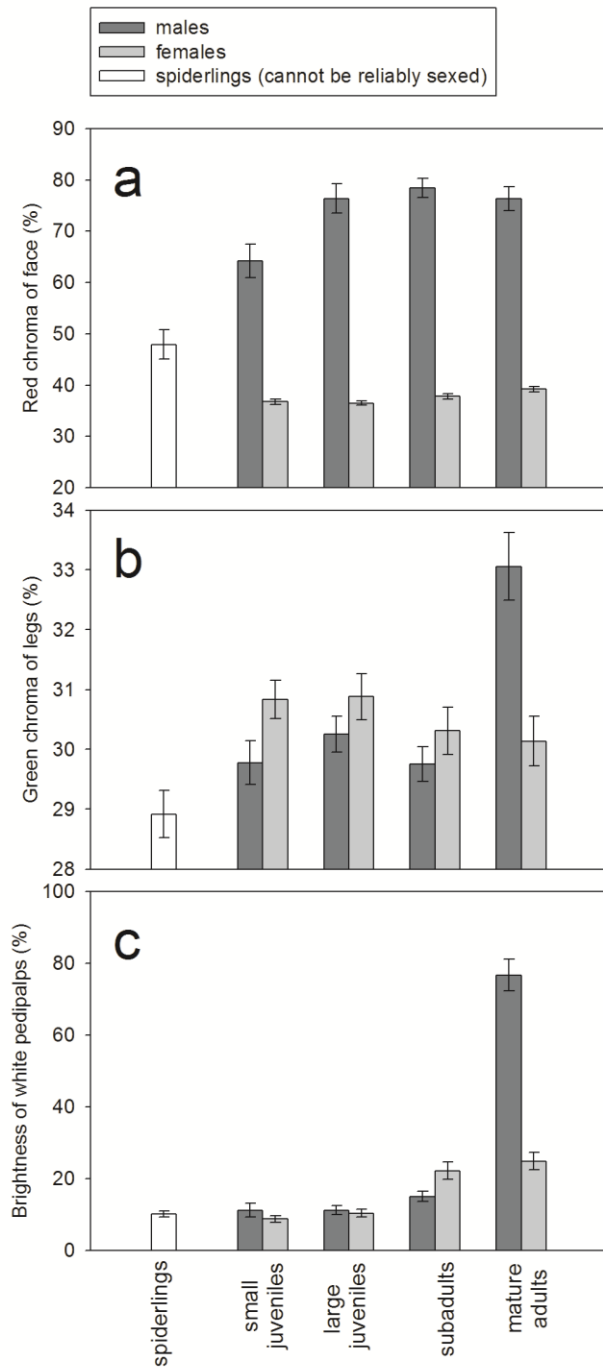 males
females
spiderlings (cannot be reliably sexed)
a
Red chroma of face (%)
90
80
70
60
50
40
30
20
b
Green chroma of legs (%)
34
33
32
31
30
29
28
c
Brightness of white pedipalps (%)
100
80
60
40
20
0
spiderlings
small
juveniles
large
juveniles
subadults
mature
adults